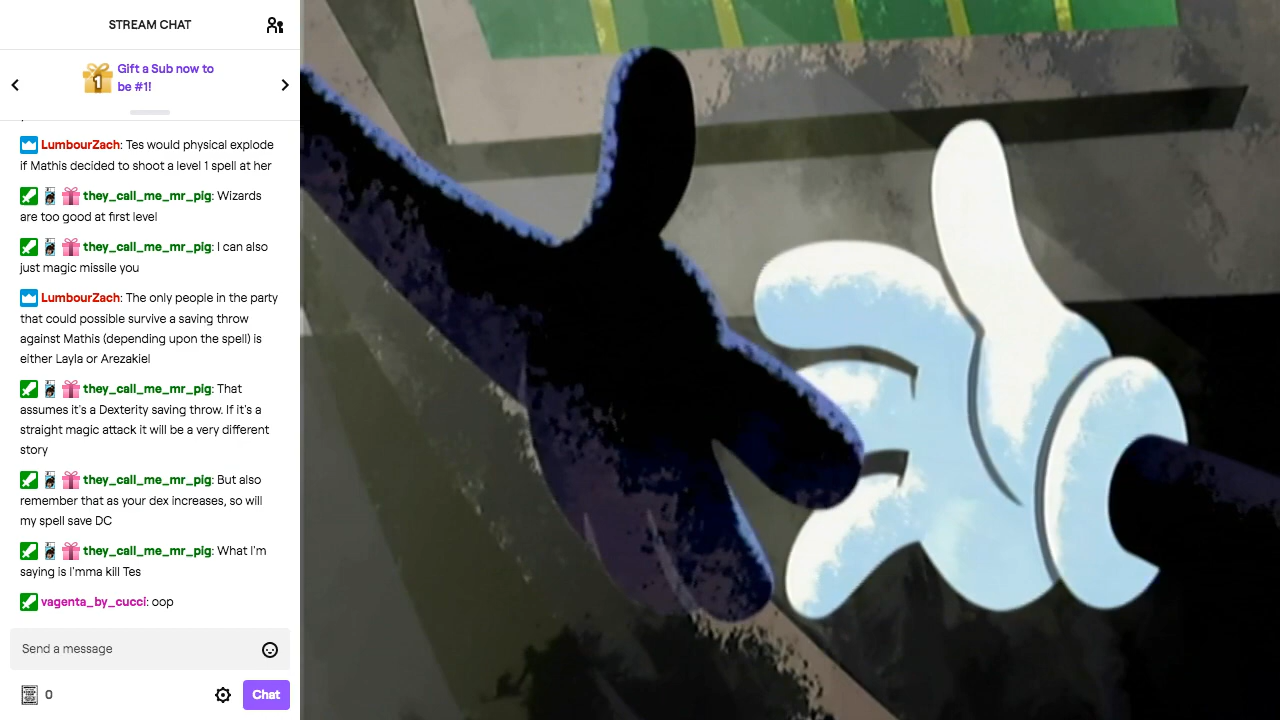 STREAM CHAT
1
Gift a Sub now to
be #1!
LumbourZach: Tes would physical explode
if Mathis decided to shoot a level 1 spell at her
they_call_me_mr_pig: Wizards
are too good at first level
they_call_me_mr_pig: I can also
just magic missile you
LumbourZach: The only people in the party
that could possible survive a saving throw
against Mathis (depending upon the spell) is
either Layla or Arezakiel
they_call_me_mr_pig: That
assumes it's a Dexterity saving throw. If it's a
straight magic attack it will be a very different
story
they_call_me_mr_pig: But also
remember that as your dex increases, so will
my spell save DC
they_call_me_mr_pig: What I'm
saying is I'mma kill Tes
vagenta_by_cucci: oop
Send a message
0
Chat